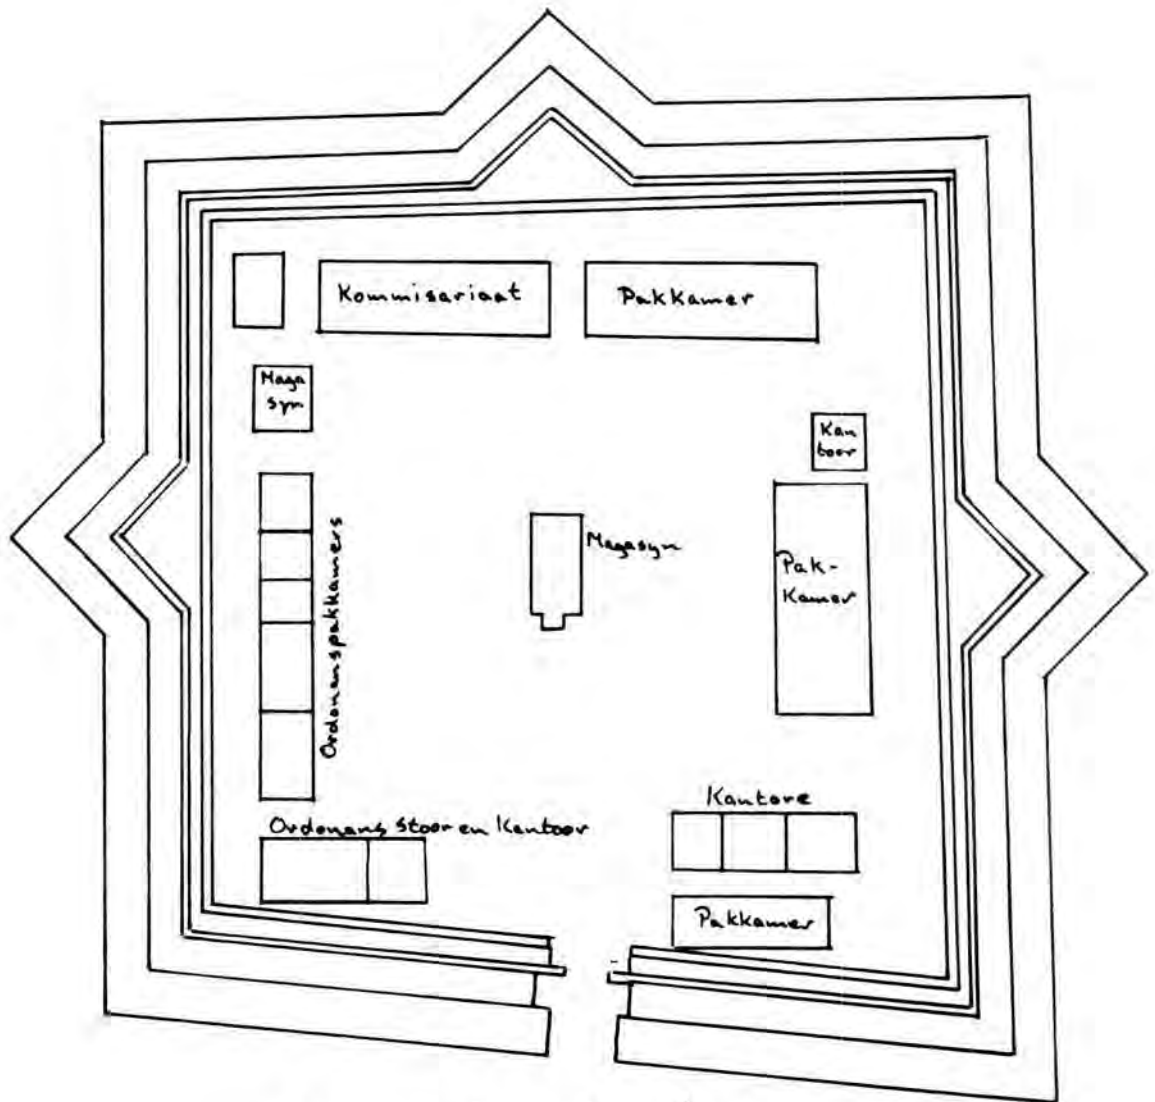 Kommisariaat
Pakkamer
Maga
syn
Kan
toor
Magasyn
Pak-
Kamer
Ordonanspakkamers
Kantore
Ordonans Stoor en Kantoor
Pakkamer